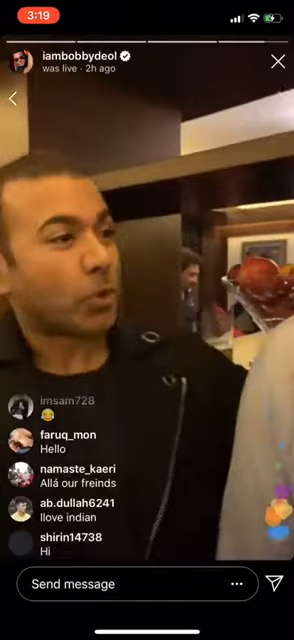 3:19
iambobbydeol
was live · 2h ago
imsam728
😂
faruq_mon
Hello
namaste_kaeri
Allá our freinds
ab.dullah6241
Ilove indian
shirin14738
Hi
Send message